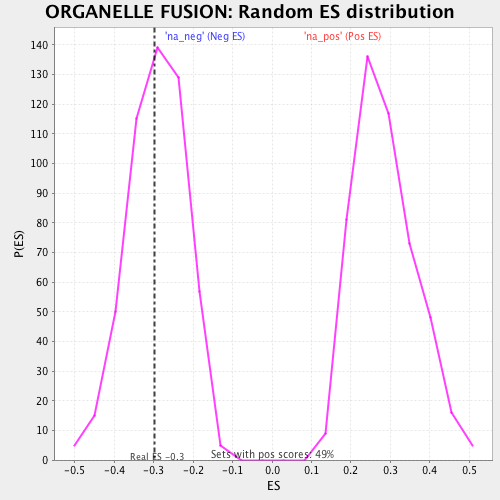 ORGANELLE FUSION: Random ES distribution
'na_neg' (Neg ES) 'na_pos' (Pos ES)
140
130
120
110
100
90
80
70
60
50
40
30
20
10
0
P(ES)
Real ES -0.3 Sets with pos scores: 49%
-0.5 -0.4 -0.3 -0.2 -0.1 0.0 0.1 0.2 0.3 0.4 0.5
ES